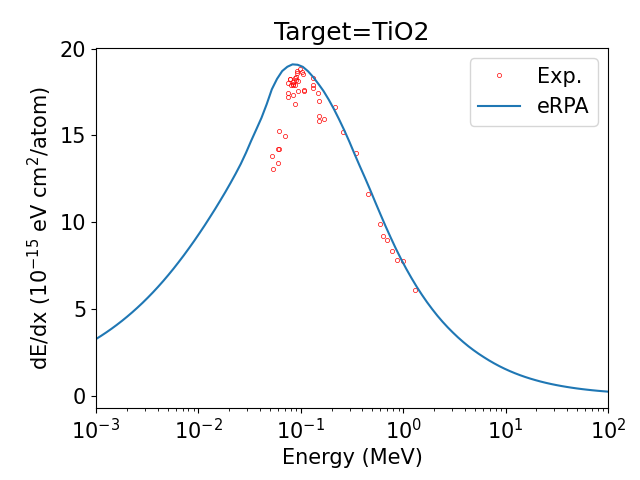 Target=TiO2
20
15
10
5
0
dE/dx (10⁻¹⁵ eV cm²/atom)
Exp.
eRPA
10⁻³ 10⁻² 10⁻¹ 10⁰ 10¹ 10²
Energy (MeV)